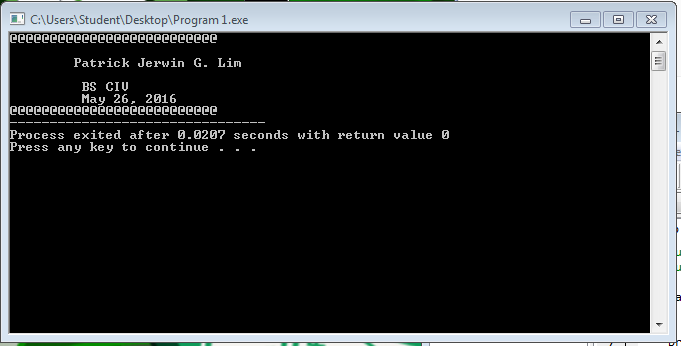 C:\Users\Student\Desktop\Program 1.exe
@@@@@@@@@@@@@@@@@@@@@@@@@@
Patrick Jerwin G. Lim
BS CIV
May 26, 2016
@@@@@@@@@@@@@@@@@@@@@@@@@@
--------------------------------
Process exited after 0.0207 seconds with return value 0
Press any key to continue . . .